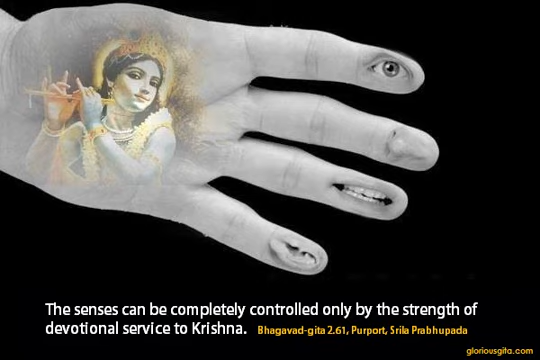 The senses can be completely controlled only by the strength of
devotional service to Krishna. Bhagavad-gita 2.61, Purport, Srila Prabhupada
gloriousgita.com